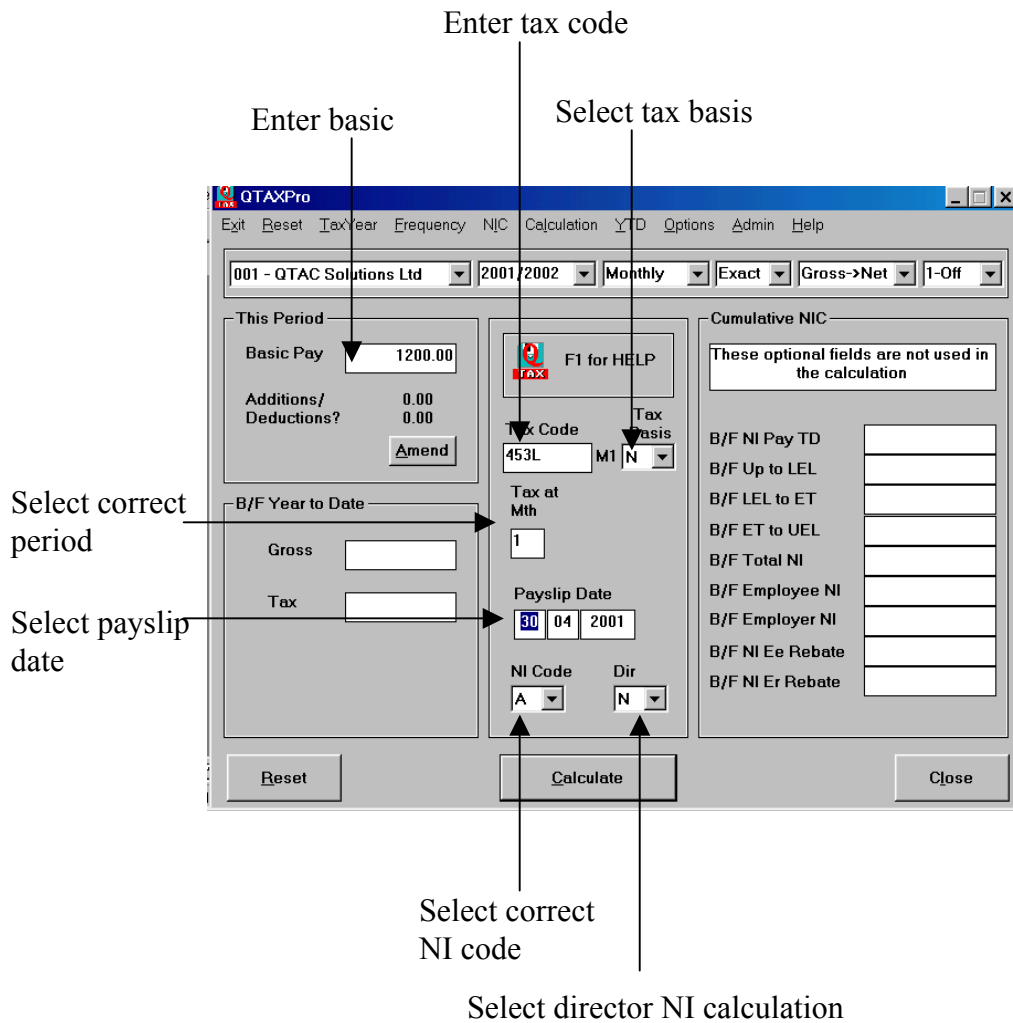 Enter tax code
Enter basic
Select tax basis
QTAXPro
Exit Reset TaxYear Frequency NIC Calculation YTD Options Admin Help
001 - QTAC Solutions Ltd 2001/2002 Monthly Exact Gross->Net 1-Off
This Period
Basic Pay 1200.00
Additions/ 0.00
Deductions? 0.00
Amend
B/F Year to Date
Gross
Tax
Q
TAX
F1 for HELP
Tax Code
Tax
Basis
453L M1 N
Tax at
Mth
1
Payslip Date
30 04 2001
NI Code Dir
A N
Cumulative NIC
These optional fields are not used in
the calculation
B/F NI Pay TD
B/F Up to LEL
B/F LEL to ET
B/F ET to UEL
B/F Total NI
B/F Employee NI
B/F Employer NI
B/F NI Ee Rebate
B/F NI Er Rebate
Reset Calculate Close
Select correct
period
Select payslip
date
Select correct
NI code
Select director NI calculation